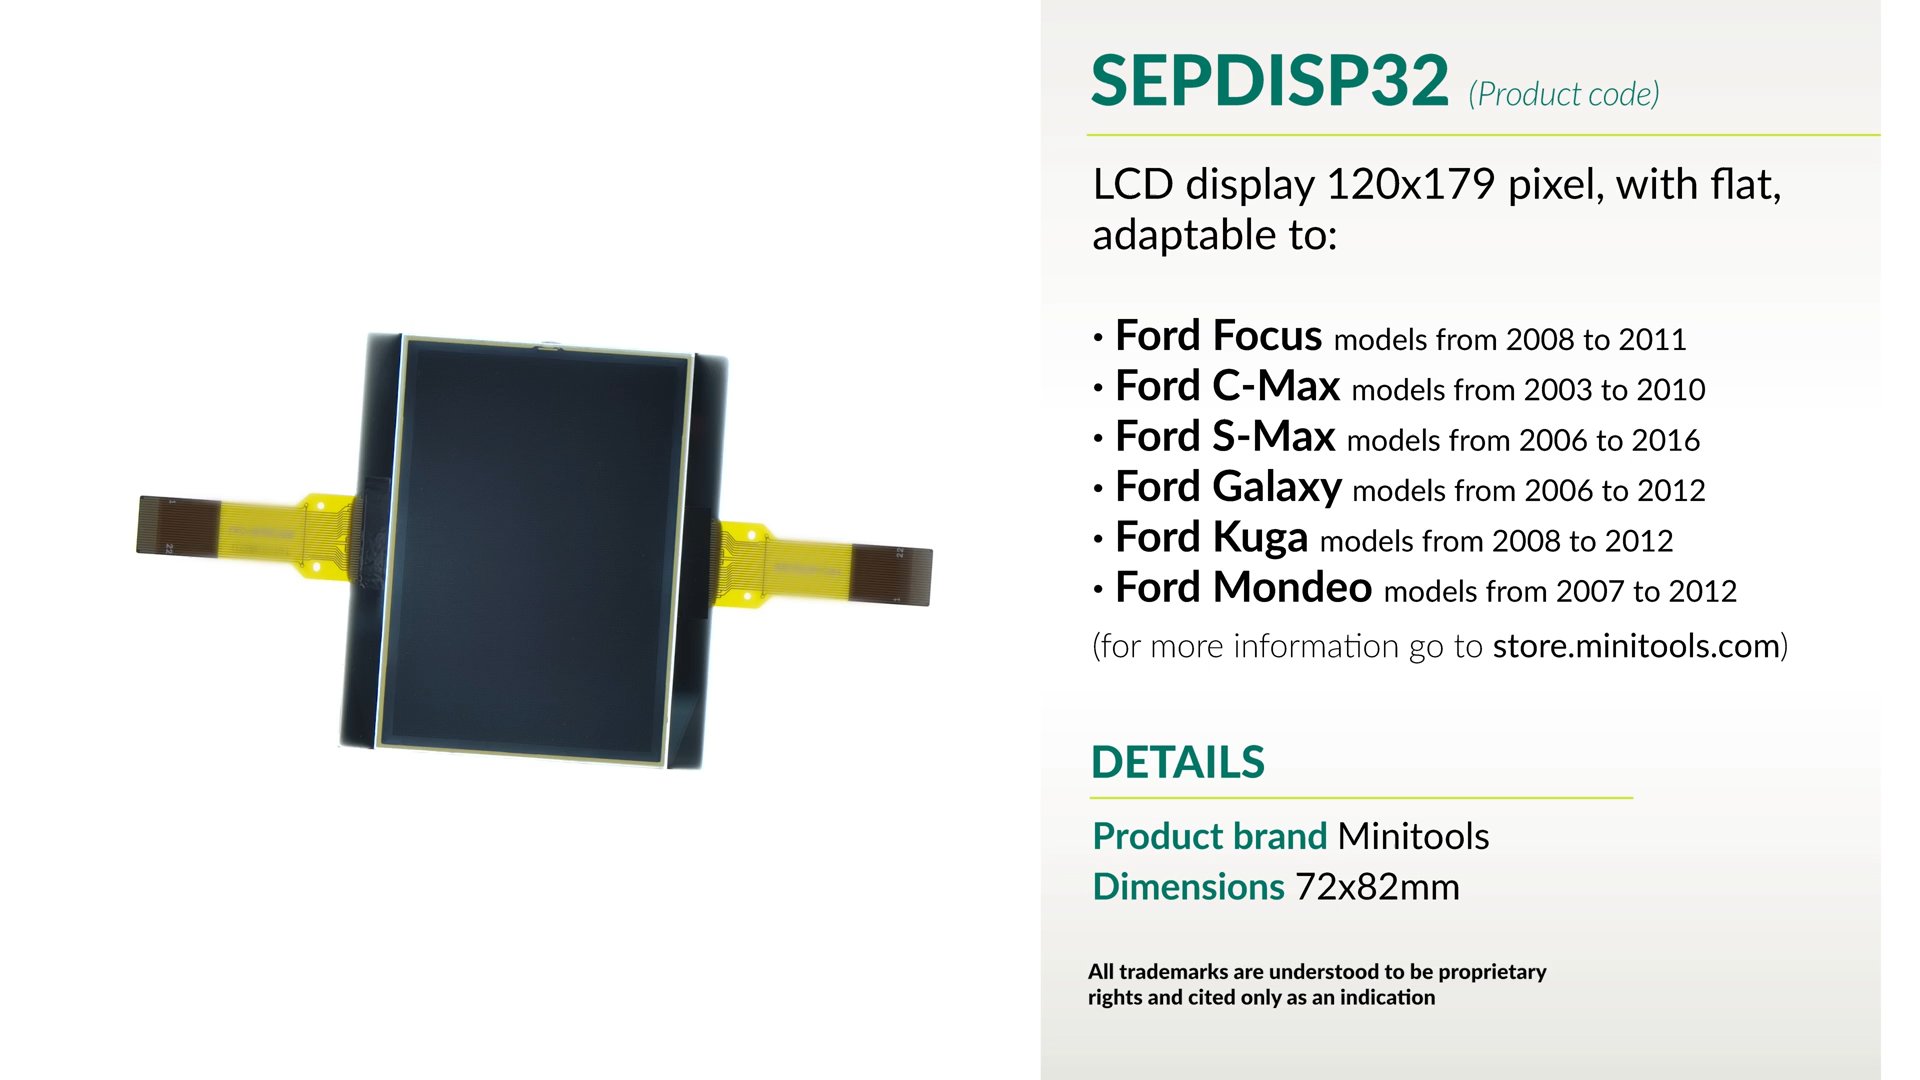 SEPDISP32 (Product code)
LCD display 120x179 pixel, with flat,
adaptable to:
• Ford Focus models from 2008 to 2011
• Ford C-Max models from 2003 to 2010
• Ford S-Max models from 2006 to 2016
• Ford Galaxy models from 2006 to 2012
• Ford Kuga models from 2008 to 2012
• Ford Mondeo models from 2007 to 2012
(for more information go to store.minitools.com)
DETAILS
Product brand Minitools
Dimensions 72x82mm
All trademarks are understood to be proprietary
rights and cited only as an indication
1
22
22
1